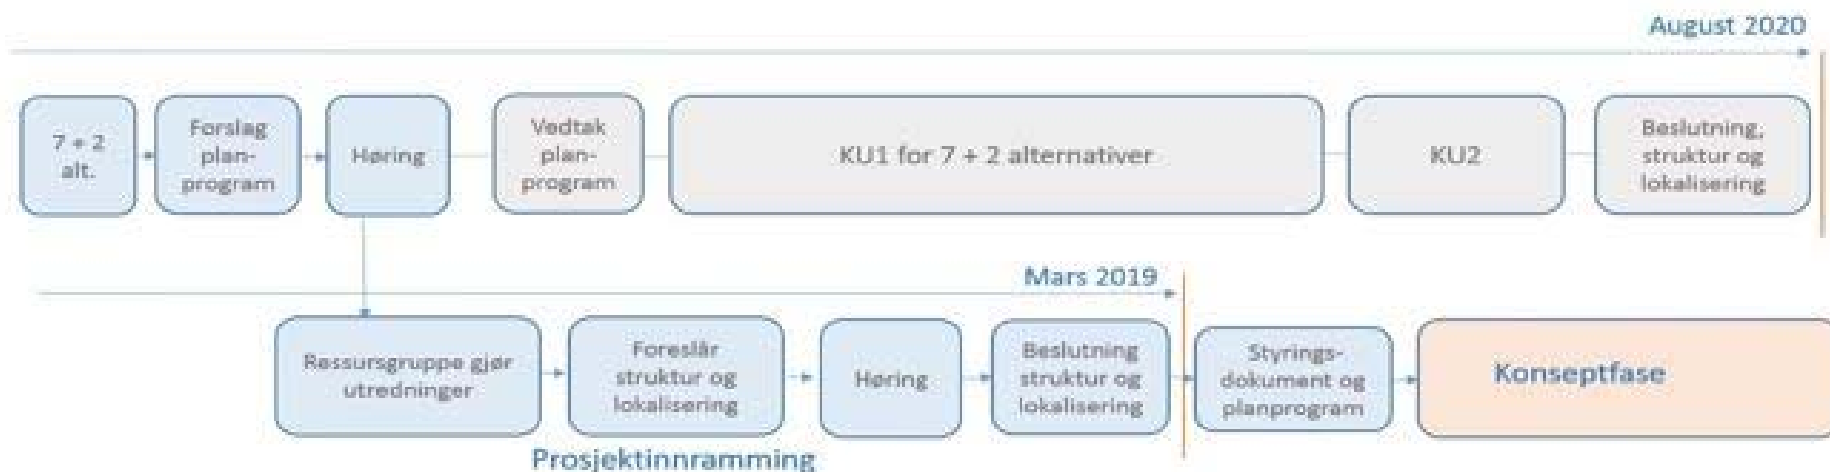 August 2020
7 + 2
alt.
Forslag
plan-
program
Høring
Vedtak
plan-
program
KU1 for 7 + 2 alternativer
KU2
Beslutning,
struktur og
lokalisering
Mars 2019
Ressursgruppe gjør
utredninger
Foreslår
struktur og
lokalisering
Høring
Beslutning
struktur og
lokalisering
Styrings-
dokument og
planprogram
Konseptfase
Prosjektinnramming